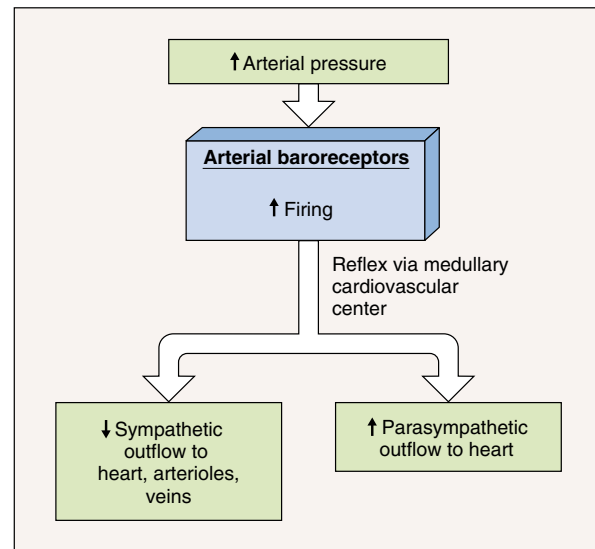 ↑ Arterial pressure
Arterial baroreceptors
↑ Firing
Reflex via medullary
cardiovascular
center
↓ Sympathetic
outflow to
heart, arterioles,
veins
↑ Parasympathetic
outflow to heart